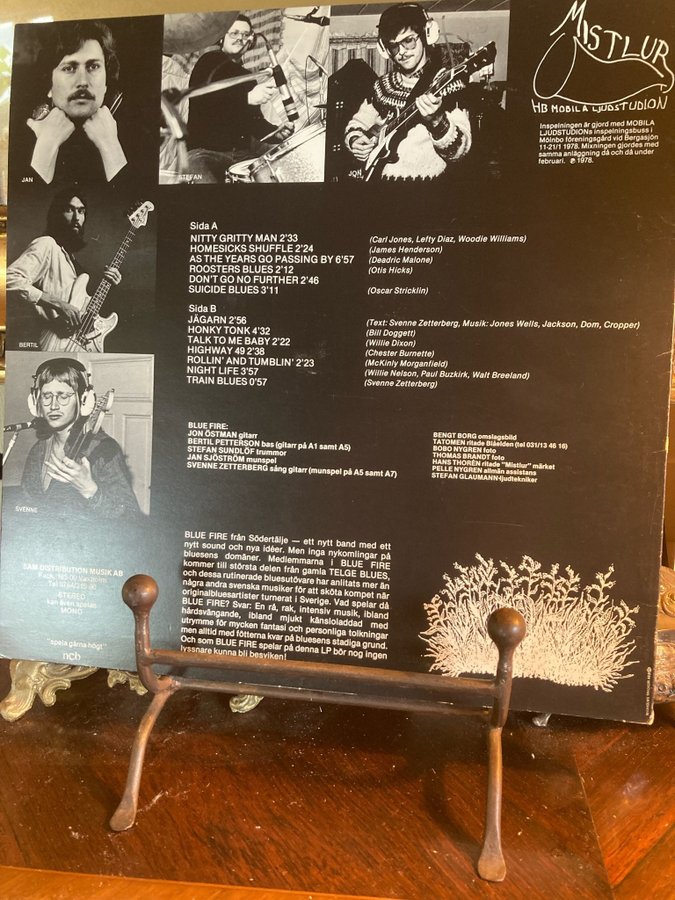 MISTLUR
HB MOBILA LJUDSTUDION
Inspelningen är gjord med MOBILA
LJUDSTUDIONs inspelningsbuss i
Mölnbo föreningsgård vid Bergasjön
11-21/1 1978. Mixningen gjordes med
samma anläggning då och då under
februari. ℗ 1978.
JAN
STEFAN
JON
BERTIL
SVENNE
Sida A
NITTY GRITTY MAN 2'33 (Carl Jones, Lefty Diaz, Woodie Williams)
HOMESICKS SHUFFLE 2'24 (James Henderson)
AS THE YEARS GO PASSING BY 6'57 (Deadric Malone)
ROOSTERS BLUES 2'12 (Otis Hicks)
DON'T GO NO FURTHER 2'46
SUICIDE BLUES 3'11 (Oscar Stricklin)
Sida B
JÄGARN 2'56 (Text: Svenne Zetterberg, Musik: Jones Wells, Jackson, Dom, Cropper)
HONKY TONK 4'32 (Bill Doggett)
TALK TO ME BABY 2'22 (Willie Dixon)
HIGHWAY 49 2'38 (Chester Burnette)
ROLLIN' AND TUMBLIN' 2'23 (McKinly Morganfield)
NIGHT LIFE 3'57 (Willie Nelson, Paul Buzkirk, Walt Breeland)
TRAIN BLUES 0'57 (Svenne Zetterberg)
BLUE FIRE:
JON ÖSTMAN gitarr
BERTIL PETTERSON bas (gitarr på A1 samt A5)
STEFAN SUNDLÖF trummor
JAN SJÖSTRÖM munspel
SVENNE ZETTERBERG sång gitarr (munspel på A5 samt A7)
BENGT BORG omslagsbild
TATOMEN ritade Blåelden (tel 031/13 46 16)
BOBO NYGREN foto
THOMAS BRANDT foto
HANS THORÉN ritade "Mistlur" märket
PELLE NYGREN allmän assistans
STEFAN GLAUMANN-ljudtekniker
BLUE FIRE från Södertälje — ett nytt band med ett
nytt sound och nya idéer. Men inga nykomlingar på
bluesens domäner. Medlemmarna i BLUE FIRE
kommer till största delen från gamla TELGE BLUES,
och dessa rutinerade bluesutövare har anlitats mer än
några andra svenska musiker för att sköta kompet när
originalbluesartister turnerat i Sverige. Vad spelar då
BLUE FIRE? Svar: En rå, rak, intensiv musik, ibland
hårdsvängande, ibland mjukt känsloladdad med
utrymme för mycken fantasi och personliga tolkningar
men alltid med fötterna kvar på bluesens stadiga grund.
Och som BLUE FIRE spelar på denna LP bör nog ingen
lyssnare kunna bli besviken!
SAM DISTRIBUTION MUSIK AB
STEREO
kan även spelas
MONO
"spela gärna högt"
ncb